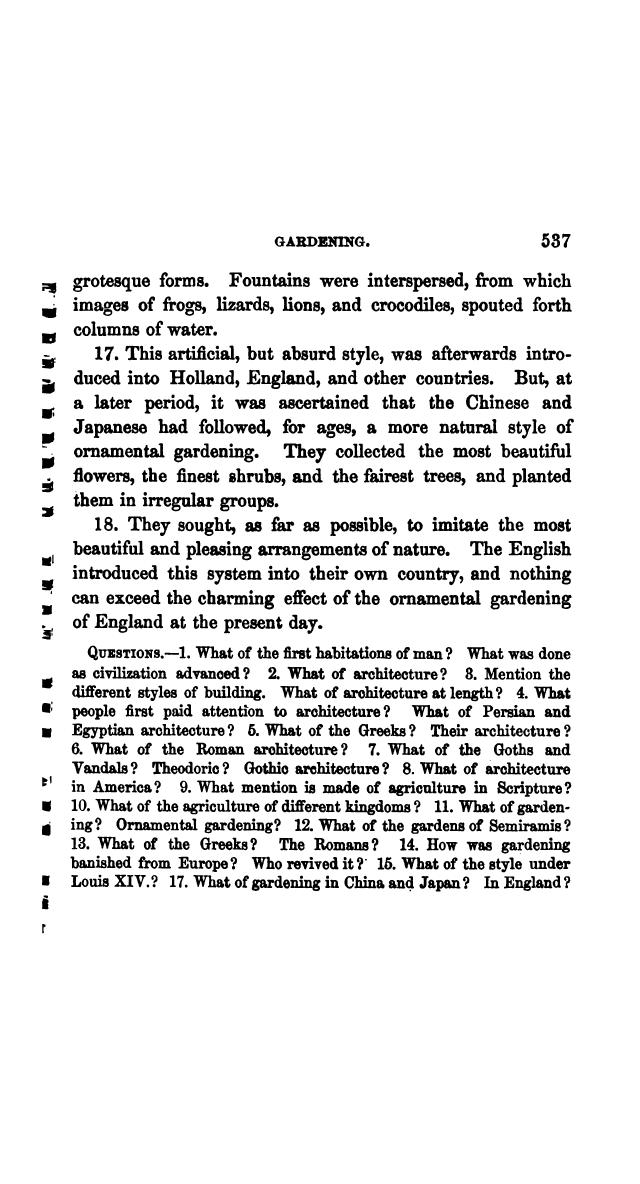 GARDENING. 537
grotesque forms. Fountains were interspersed, from which
images of frogs, lizards, lions, and crocodiles, spouted forth
columns of water.
17. This artificial, but absurd style, was afterwards intro-
duced into Holland, England, and other countries. But, at
a later period, it was ascertained that the Chinese and
Japanese had followed, for ages, a more natural style of
ornamental gardening. They collected the most beautiful
flowers, the finest shrubs, and the fairest trees, and planted
them in irregular groups.
18. They sought, as far as possible, to imitate the most
beautiful and pleasing arrangements of nature. The English
introduced this system into their own country, and nothing
can exceed the charming effect of the ornamental gardening
of England at the present day.
QUESTIONS.—1. What of the first habitations of man? What was done
as civilization advanced? 2. What of architecture? 3. Mention the
different styles of building. What of architecture at length? 4. What
people first paid attention to architecture? What of Persian and
Egyptian architecture? 5. What of the Greeks? Their architecture?
6. What of the Roman architecture? 7. What of the Goths and
Vandals? Theodoric? Gothic architecture? 8. What of architecture
in America? 9. What mention is made of agriculture in Scripture?
10. What of the agriculture of different kingdoms? 11. What of garden-
ing? Ornamental gardening? 12. What of the gardens of Semiramis?
13. What of the Greeks? The Romans? 14. How was gardening
banished from Europe? Who revived it? 15. What of the style under
Louis XIV.? 17. What of gardening in China and Japan? In England?